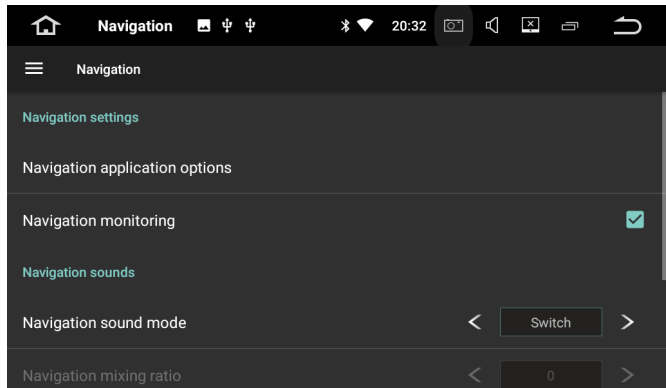 Navigation 20:32
Navigation
Navigation settings
Navigation application options
Navigation monitoring
Navigation sounds
Navigation sound mode Switch
Navigation mixing ratio 0